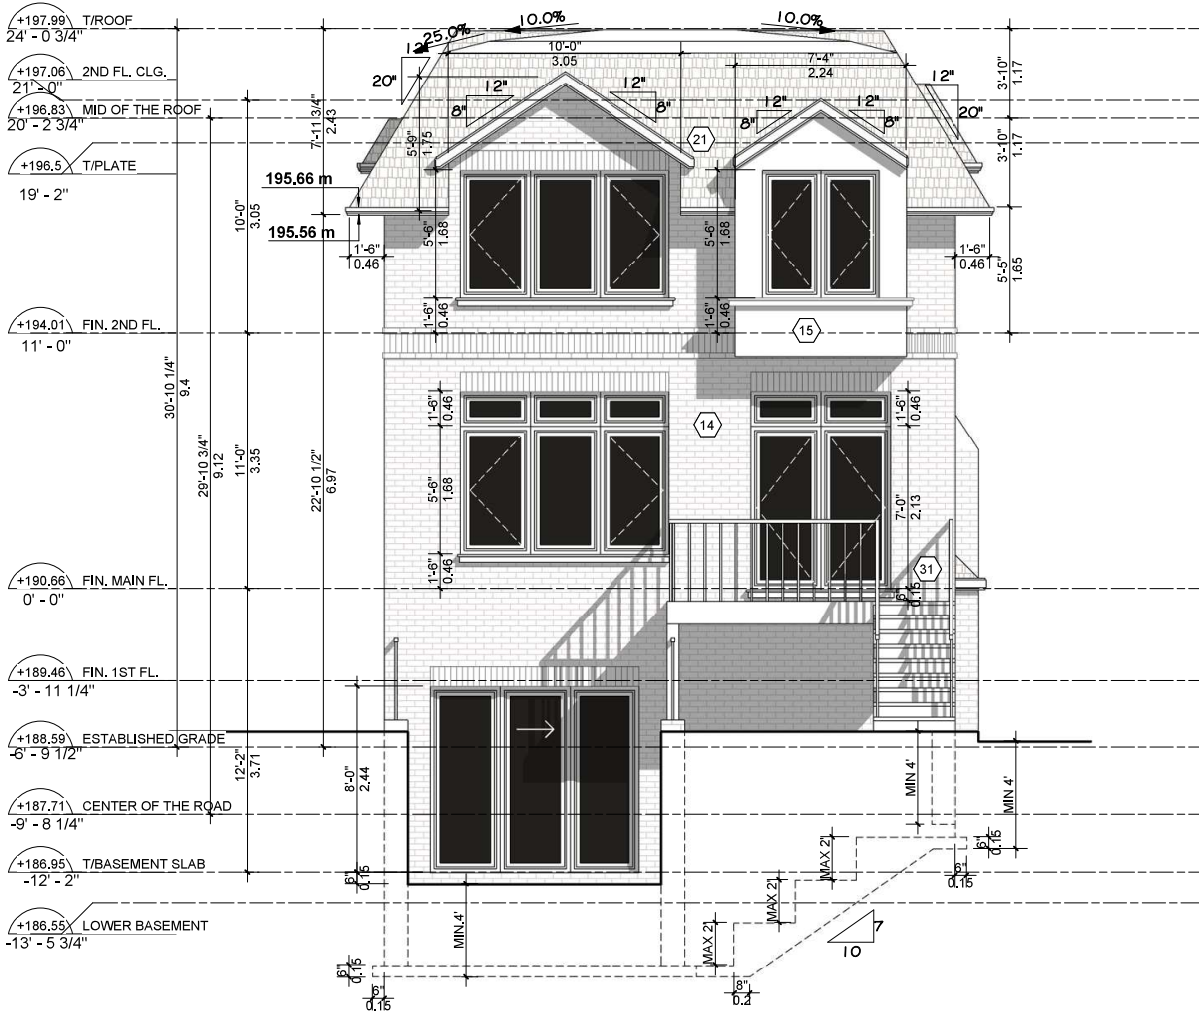 +197.99 T/ROOF
24' - 0 3/4"
+197.06 2ND FL. CLG.
21' - 0"
+196.83 MID OF THE ROOF
20' - 2 3/4"
+196.5 T/PLATE
19' - 2"
+194.01 FIN. 2ND FL.
11' - 0"
+190.66 FIN. MAIN FL.
0' - 0"
+189.46 FIN. 1ST FL.
-3' - 11 1/4"
+188.59 ESTABLISHED GRADE
-6' - 9 1/2"
+187.71 CENTER OF THE ROAD
-9' - 8 1/4"
+186.95 T/BASEMENT SLAB
-12' - 2"
+186.55 LOWER BASEMENT
-13' - 5 3/4"
30'-10 1/4"
9.4
29'-10 3/4"
9.12
10'-0"
3.05
11'-0"
3.35
12'-2"
3.71
7'-11 3/4"
2.43
22'-10 1/2"
6.97
195.66 m
195.56 m
1'-6"
0.46
12"
25.0%
20"
10.0%
10.0%
10'-0"
3.05
7'-4"
2.24
5'-9"
1.75
12"
8"
12"
8"
12"
8"
12"
8"
12"
20"
3'-10"
1.17
3'-10"
1.17
5'-5"
1.65
1'-6"
0.46
21
5'-6"
1.68
1'-6"
0.46
5'-6"
1.68
1'-6"
0.46
15
14
1'-6"
0.46
5'-6"
1.68
1'-6"
0.46
1'-6"
0.46
7'-0"
2.13
6"
0.15
31
8'-0"
2.44
6"
0.15
MIN.4'
6"
0.15
6"
0.15
MIN 4'
MIN 4'
MAX 2'
MAX 2'
MAX 2'
6"
0.15
6"
0.15
8"
0.2
7
10